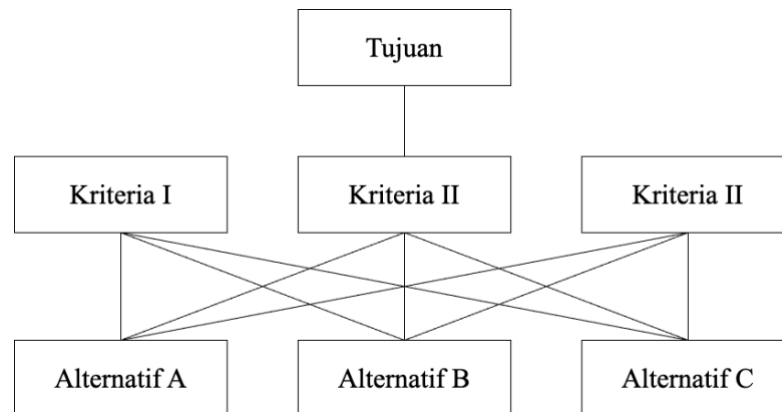 Tujuan
Kriteria I
Kriteria II
Kriteria II
Alternatif A
Alternatif B
Alternatif C